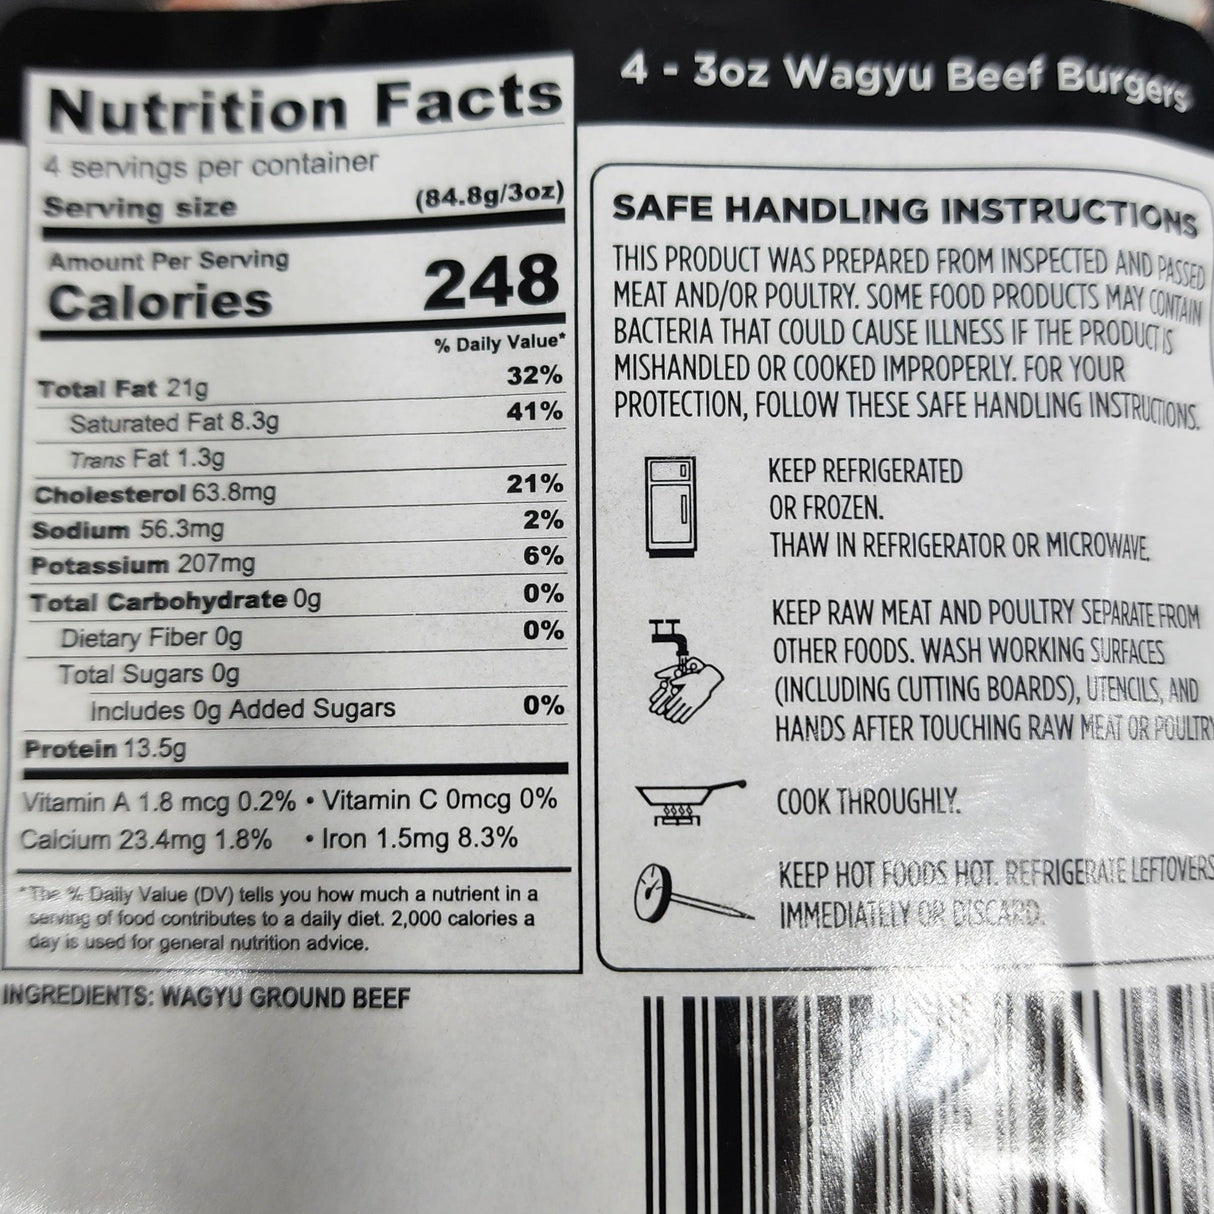 4 - 3oz Wagyu Beef Burgers
Nutrition Facts
4 servings per container
Serving size (84.8g/3oz)
Amount Per Serving
Calories 248
% Daily Value*
Total Fat 21g 32%
Saturated Fat 8.3g 41%
Trans Fat 1.3g
Cholesterol 63.8mg 21%
Sodium 56.3mg 2%
Potassium 207mg 6%
Total Carbohydrate 0g 0%
Dietary Fiber 0g 0%
Total Sugars 0g
Includes 0g Added Sugars 0%
Protein 13.5g
Vitamin A 1.8 mcg 0.2% • Vitamin C 0mcg 0%
Calcium 23.4mg 1.8% • Iron 1.5mg 8.3%
*The % Daily Value (DV) tells you how much a nutrient in a
serving of food contributes to a daily diet. 2,000 calories a
day is used for general nutrition advice.
INGREDIENTS: WAGYU GROUND BEEF
SAFE HANDLING INSTRUCTIONS
THIS PRODUCT WAS PREPARED FROM INSPECTED AND PASSED
MEAT AND/OR POULTRY. SOME FOOD PRODUCTS MAY CONTAIN
BACTERIA THAT COULD CAUSE ILLNESS IF THE PRODUCT IS
MISHANDLED OR COOKED IMPROPERLY. FOR YOUR
PROTECTION, FOLLOW THESE SAFE HANDLING INSTRUCTIONS.
KEEP REFRIGERATED
OR FROZEN.
THAW IN REFRIGERATOR OR MICROWAVE.
KEEP RAW MEAT AND POULTRY SEPARATE FROM
OTHER FOODS. WASH WORKING SURFACES
(INCLUDING CUTTING BOARDS), UTENCILS, AND
HANDS AFTER TOUCHING RAW MEAT OR POULTRY
COOK THROUGHLY.
KEEP HOT FOODS HOT. REFRIGERATE LEFTOVERS
IMMEDIATELY OR DISCARD.